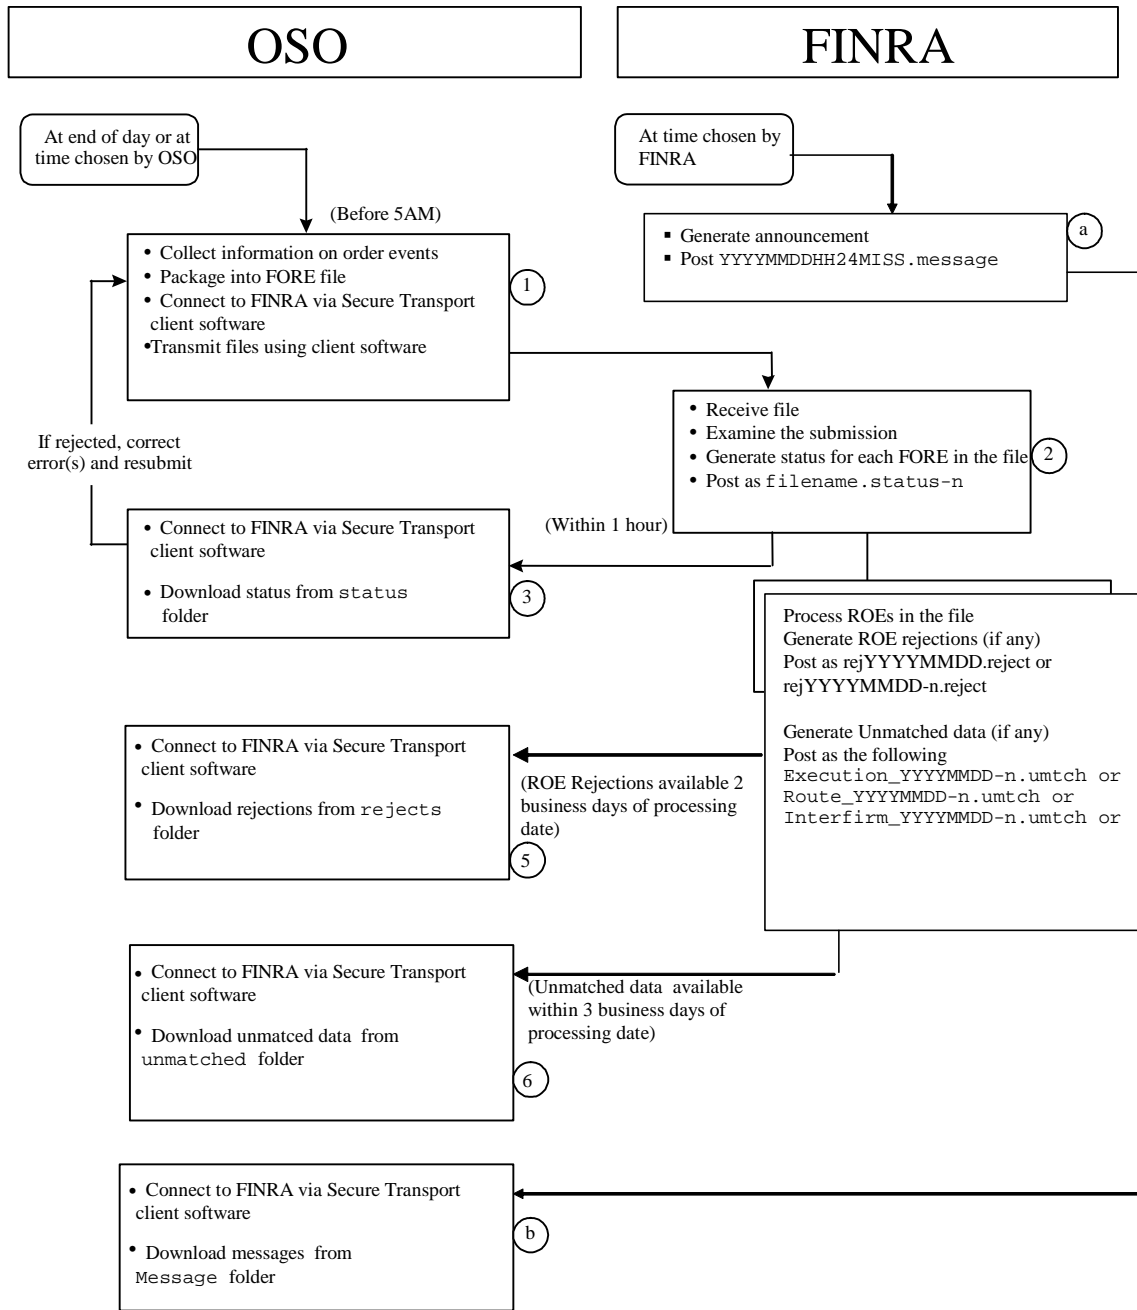 OSO
FINRA
At end of day or at
time chosen by OSO
At time chosen by
FINRA
(Before 5AM)
▪ Generate announcement
▪ Post YYYYMMDDHH24MISS.message
a
• Collect information on order events
• Package into FORE file
• Connect to FINRA via Secure Transport
client software
•Transmit files using client software
1
• Receive file
• Examine the submission
• Generate status for each FORE in the file
• Post as filename.status-n
2
If rejected, correct
error(s) and resubmit
(Within 1 hour)
• Connect to FINRA via Secure Transport
client software
• Download status from status
folder
3
Process ROEs in the file
Generate ROE rejections (if any)
Post as rejYYYYMMDD.reject or
rejYYYYMMDD-n.reject
Generate Unmatched data (if any)
Post as the following
Execution_YYYYMMDD-n.umtch or
Route_YYYYMMDD-n.umtch or
Interfirm_YYYYMMDD-n.umtch or
• Connect to FINRA via Secure Transport
client software
• Download rejections from rejects
folder
5
(ROE Rejections available 2
business days of processing
date)
• Connect to FINRA via Secure Transport
client software
• Download unmatced data from
unmatched folder
6
(Unmatched data available
within 3 business days of
processing date)
• Connect to FINRA via Secure Transport
client software
• Download messages from
Message folder
b